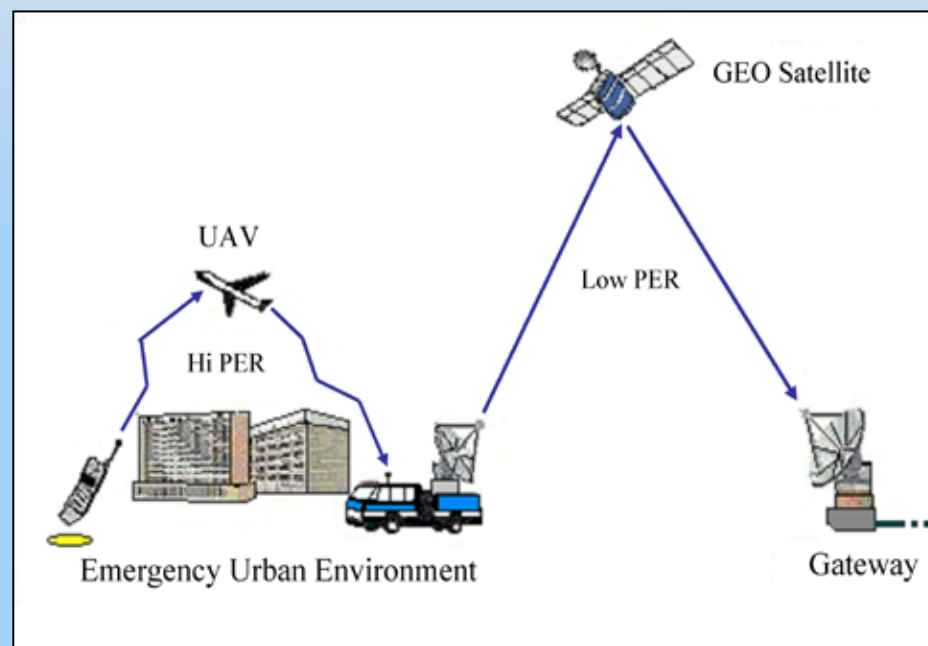 GEO Satellite
UAV
Low PER
Hi PER
Emergency Urban Environment
Gateway